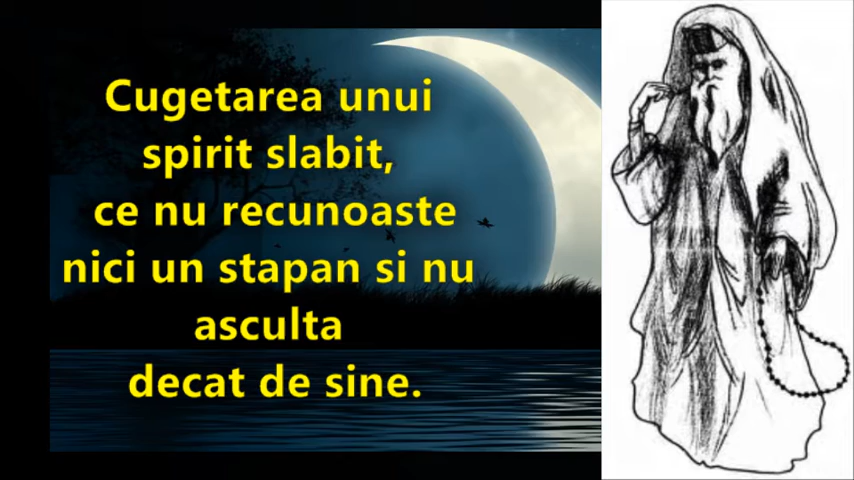 Cugetarea unui
spirit slabit,
ce nu recunoaste
nici un stapan si nu
asculta
decat de sine.